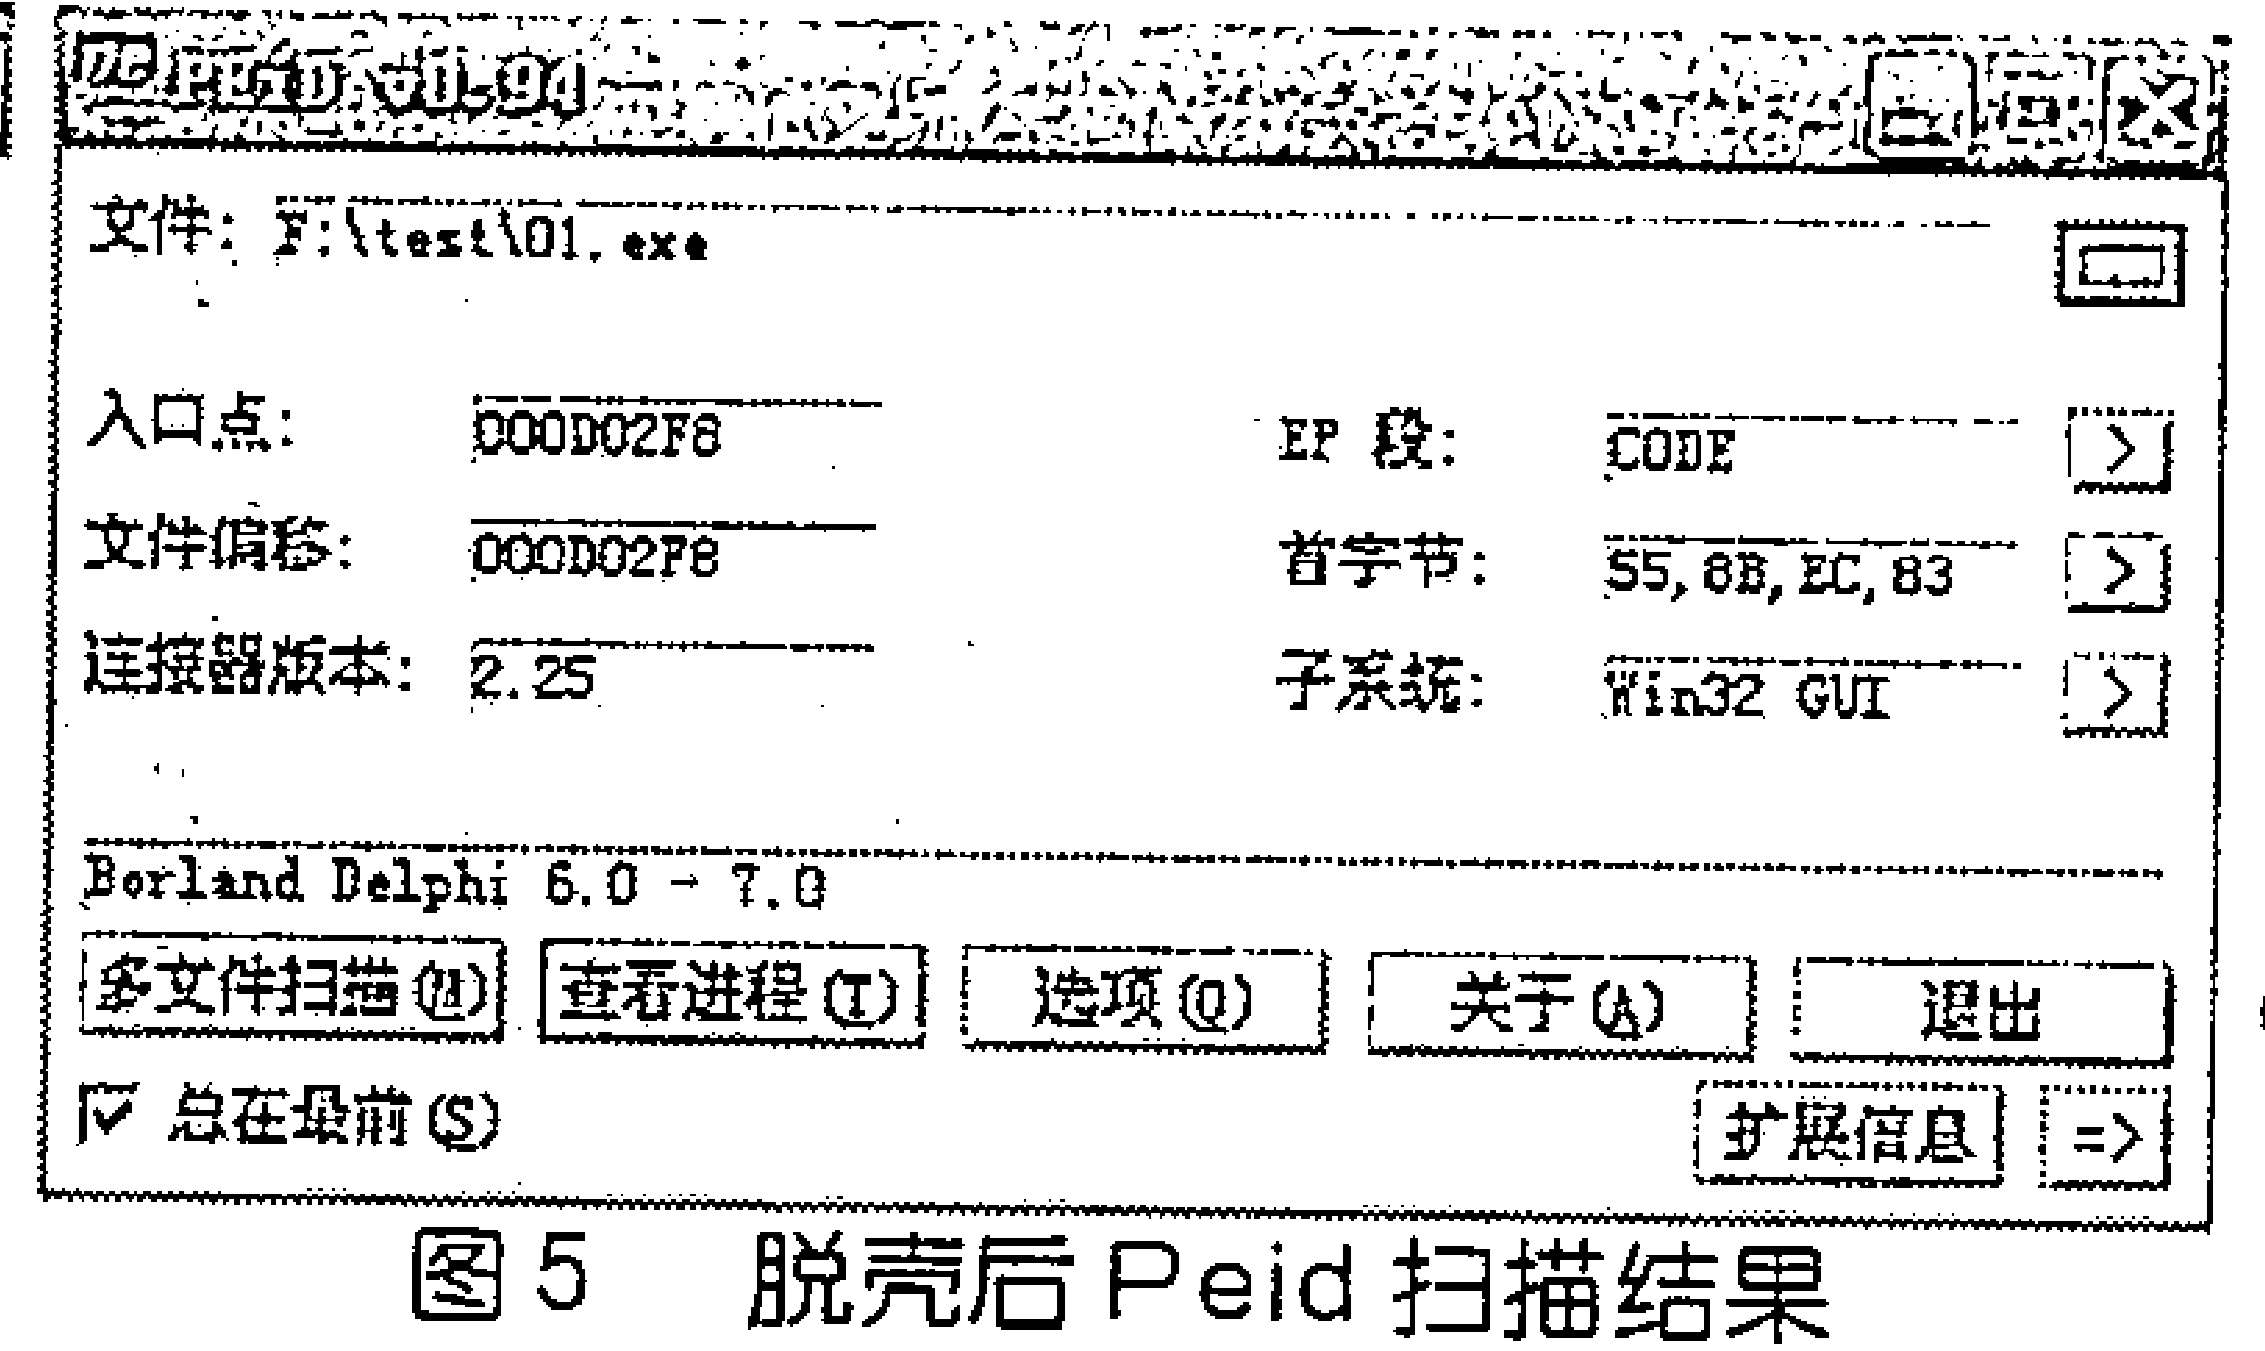 PEiD v0.94
文件: F:\test\01.exe
入口点: 000D02F8 EP 段: CODE >
文件偏移: 000D02F8 首字节: 55,8B,EC,83 >
连接器版本: 2.25 子系统: Win32 GUI >
Borland Delphi 6.0 - 7.0
多文件扫描(M) 查看进程(T) 选项(O) 关于(A) 退出
总在最前(S) 扩展信息 =>
图5 脱壳后Peid扫描结果